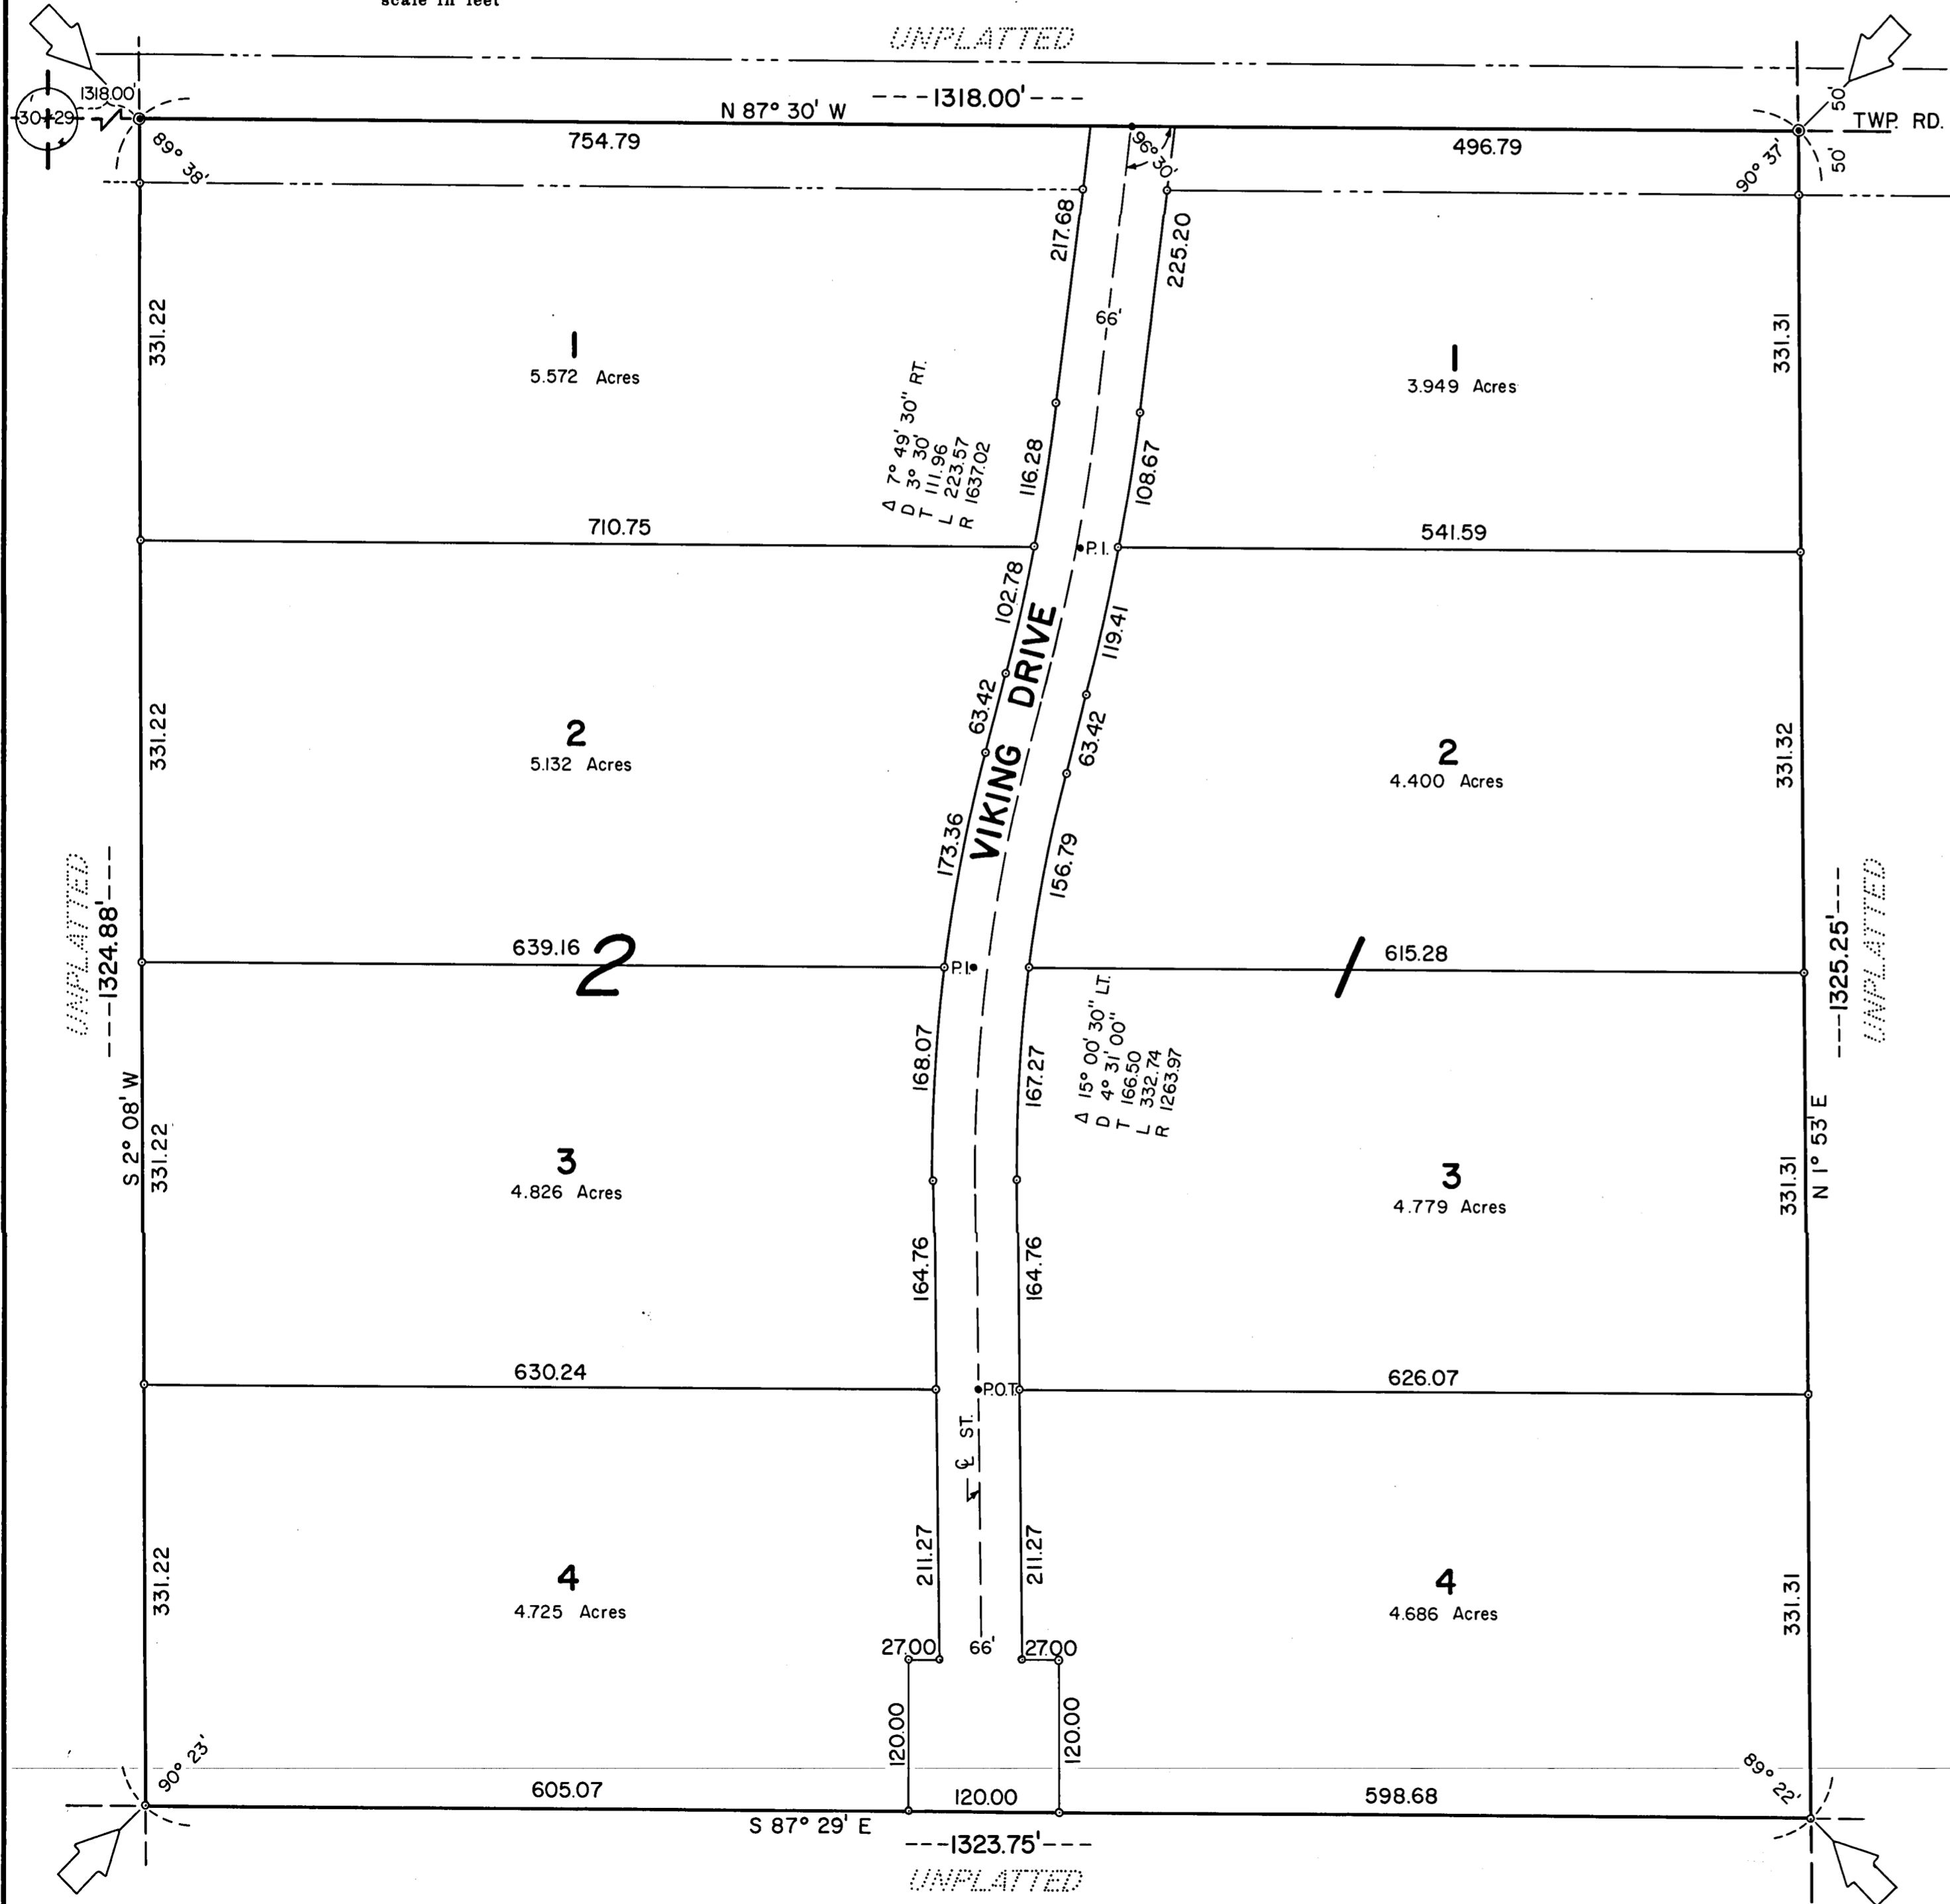 scale in feet
UNPLATTED
1318.00'
30+29
N 87° 30' W
---1318.00'---
754.79
496.79
50'
TWP. RD.
50'
89° 38'
96° 30'
90° 37'
217.68
225.20
66'
331.22
331.31
1
5.572 Acres
1
3.949 Acres
Δ 7° 49' 30" RT.
D 3° 30'
T 111.96
L 223.57
R 1637.02
116.28
108.67
710.75
P.I.
541.59
102.78
119.41
63.42
63.42
VIKING DRIVE
331.22
331.32
2
5.132 Acres
2
4.400 Acres
173.36
156.79
UNPLATTED
---1324.88'---
639.16
2
P.I.
1
615.28
---1325.25'---
UNPLATTED
168.07
167.27
Δ 15° 00' 30" LT.
D 4° 31' 00"
T 166.50
L 332.74
R 1263.97
S 2° 08' W
331.22
331.31
N 1° 53' E
3
4.826 Acres
3
4.779 Acres
164.76
164.76
630.24
P.O.T.
626.07
℄ ST.
331.22
211.27
211.27
331.31
4
4.725 Acres
4
4.686 Acres
27.00
66'
27.00
120.00
120.00
90° 23'
89° 22'
605.07
120.00
598.68
S 87° 29' E
---1323.75'---
UNPLATTED